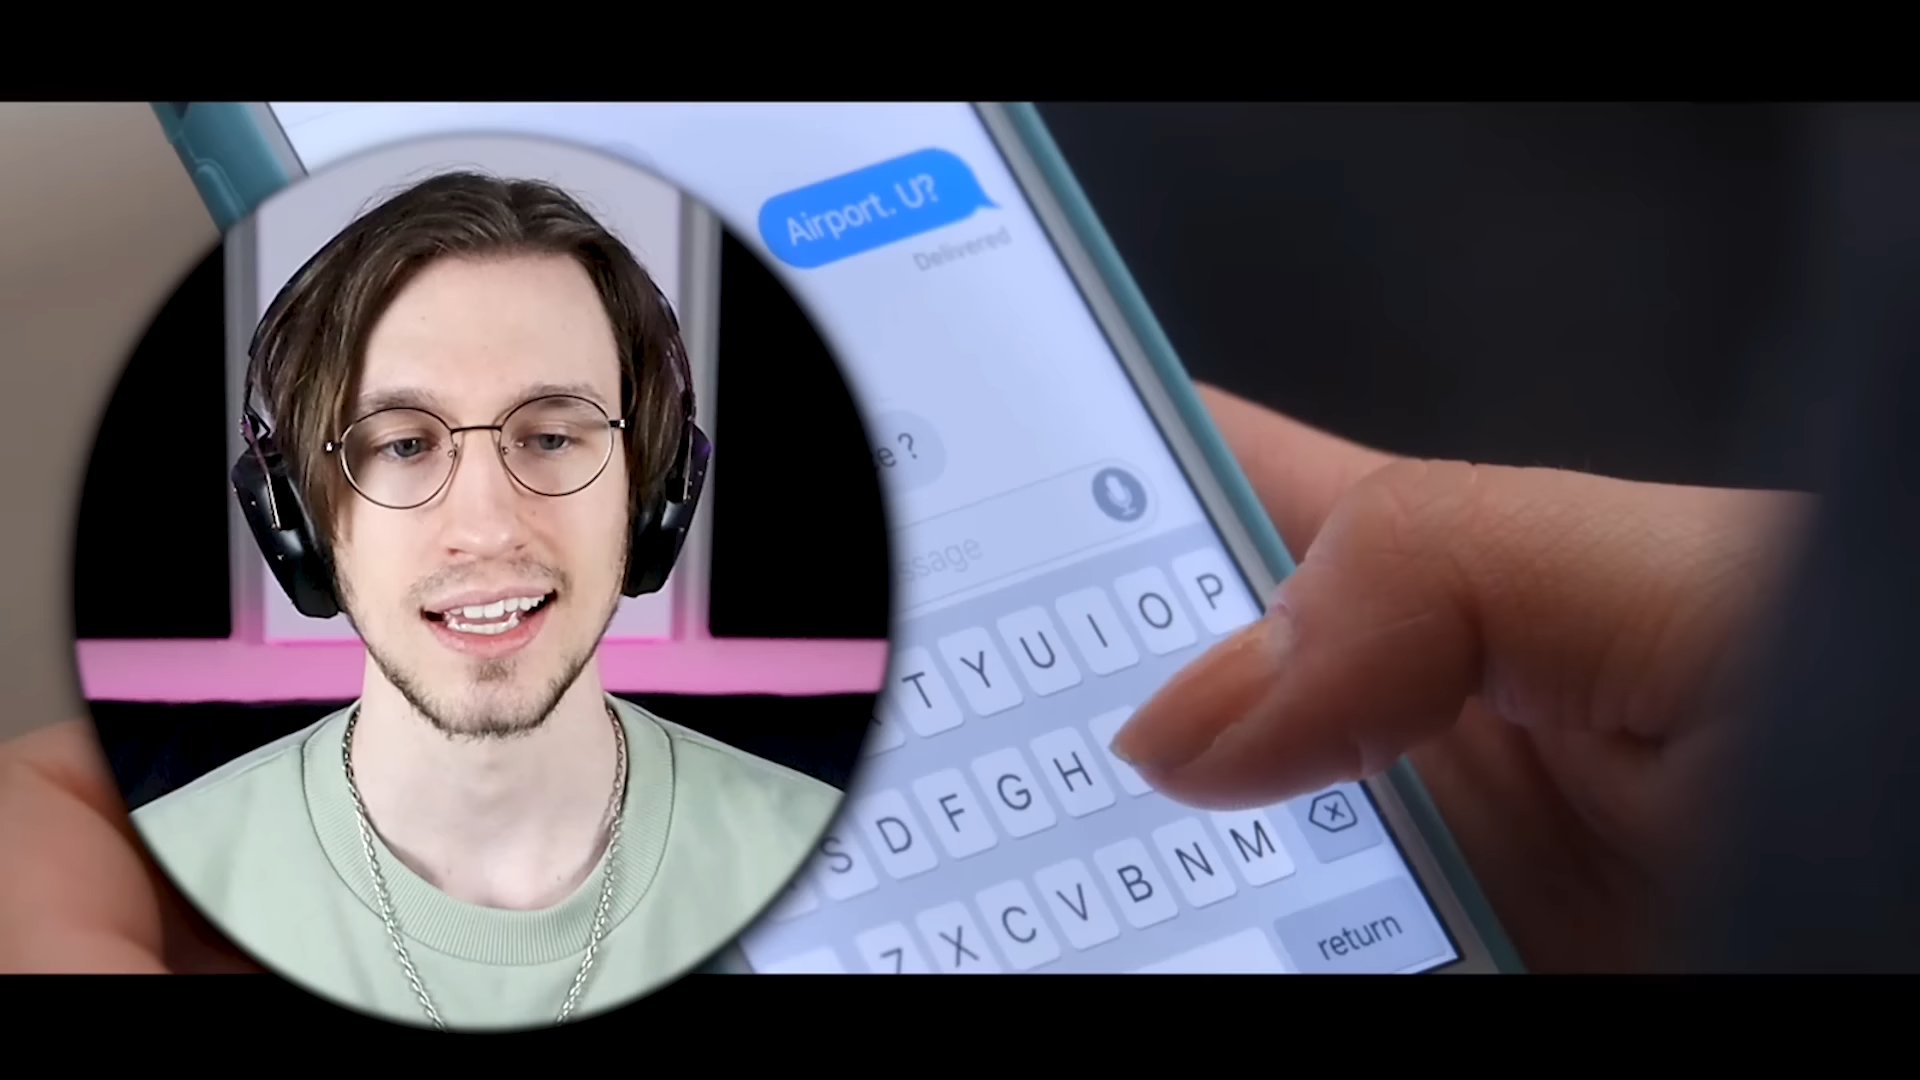 Airport. U?
Delivered
e ?
ssage
T Y U I O P
S D F G H
Z X C V B N M
return